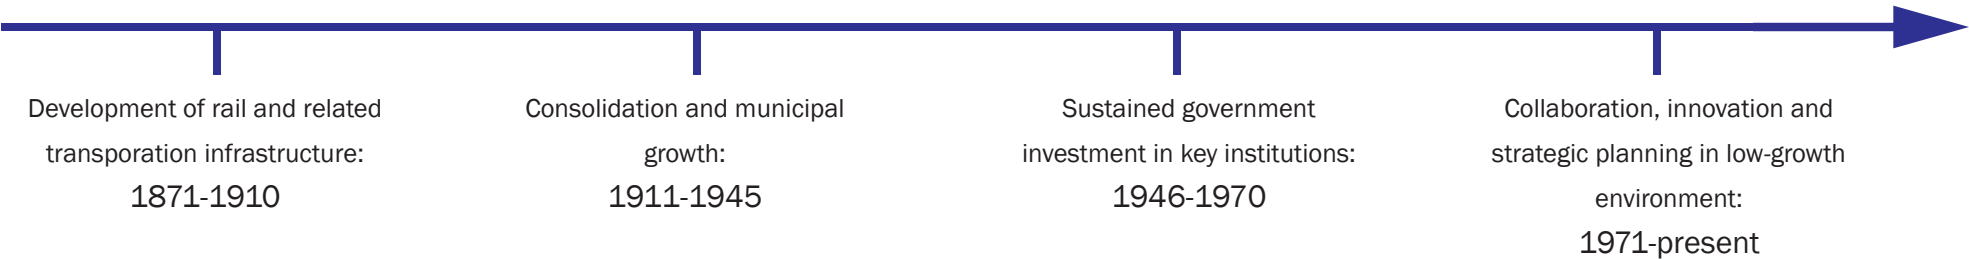 Development of rail and related
transporation infrastructure:
1871-1910
Consolidation and municipal
growth:
1911-1945
Sustained government
investment in key institutions:
1946-1970
Collaboration, innovation and
strategic planning in low-growth
environment:
1971-present